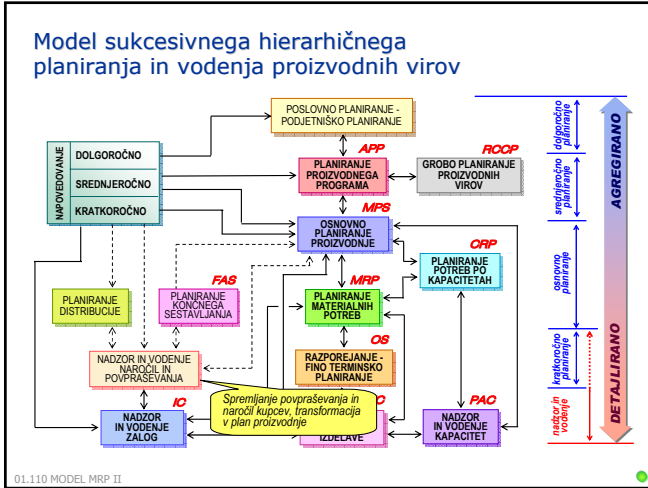 Model sukcesivnega hierarhičnega
planiranja in vodenja proizvodnih virov
POSLOVNO PLANIRANJE -
PODJETNIŠKO PLANIRANJE
NAPOVEDOVANJE
DOLGOROČNO
SREDNJEROČNO
KRATKOROČNO
APP
PLANIRANJE
PROIZVODNEGA
PROGRAMA
RCCP
GROBO PLANIRANJE
PROIZVODNIH
VIROV
MPS
OSNOVNO
PLANIRANJE
PROIZVODNJE
CRP
PLANIRANJE
POTREB PO
KAPACITETAH
PLANIRANJE
DISTRIBUCIJE
FAS
PLANIRANJE
KONČNEGA
SESTAVLJANJA
MRP
PLANIRANJE
MATERIALNIH
POTREB
OS
RAZPOREJANJE -
FINO TERMINSKO
PLANIRANJE
NADZOR IN VODENJE
NAROČIL IN
POVPRAŠEVANJA
Spremljanje povpraševanja in
naročil kupcev, transformacija
v plan proizvodnje
IC
NADZOR
IN VODENJE
ZALOG
C
IZDELAVE
PAC
NADZOR
IN VODENJE
KAPACITET
dolgoročno
planiranje
srednjeročno
planiranje
osnovno
planiranje
kratkoročno
planiranje
nadzor in
vodenje
AGREGIRANO
DETAJLIRANO
01.110 MODEL MRP II